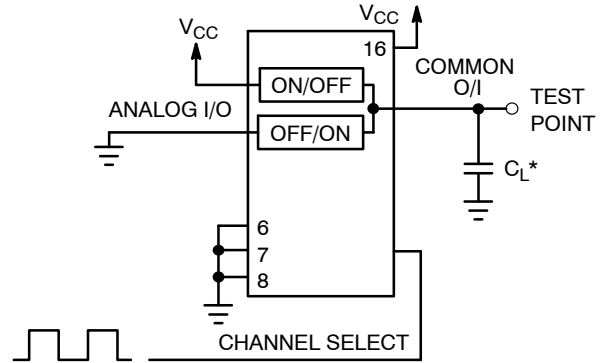 V_CC
V_CC
16
ON/OFF
COMMON
O/I
TEST
POINT
ANALOG I/O
OFF/ON
C_L*
6
7
8
CHANNEL SELECT